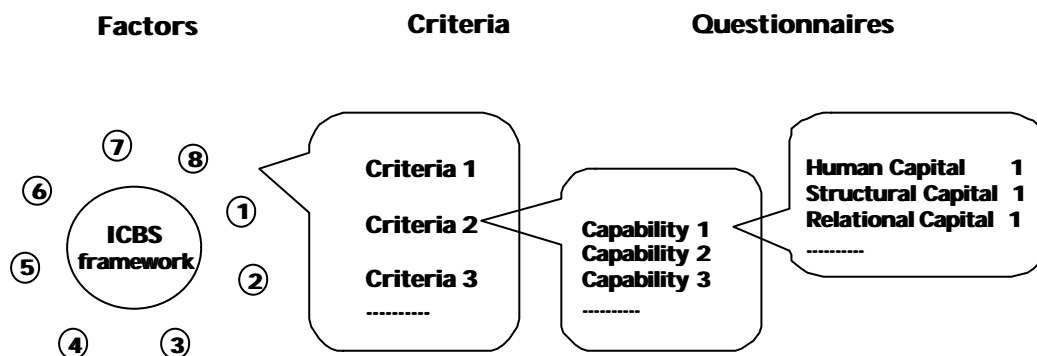 Factors
Criteria
Questionnaires
7
8
6
1
5
2
4
3
ICBS
framework
Criteria 1
Criteria 2
Criteria 3
----------
Capability 1
Capability 2
Capability 3
----------
Human Capital 1
Structural Capital 1
Relational Capital 1
----------